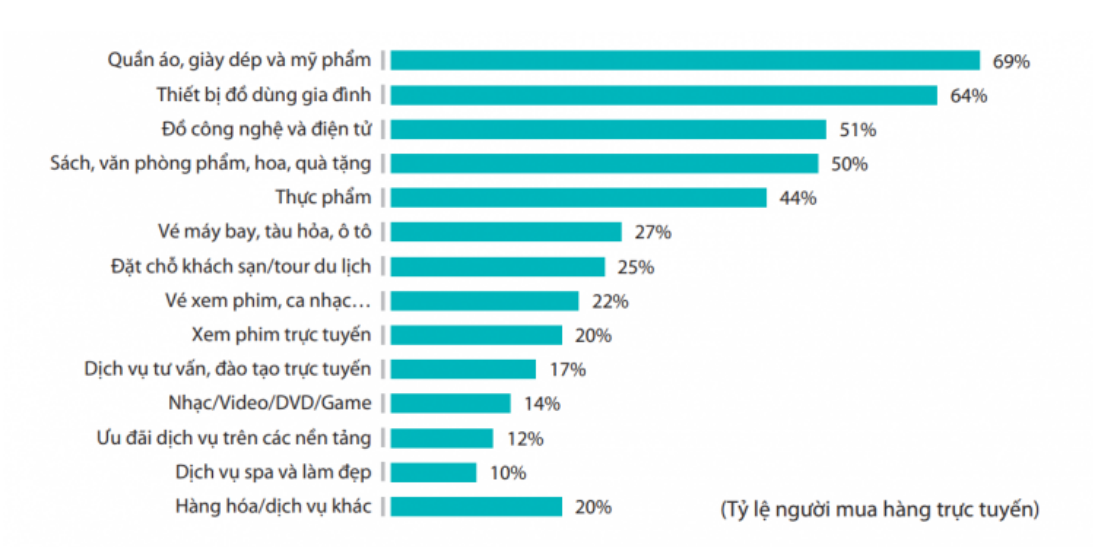 Quần áo, giày dép và mỹ phẩm 69%
Thiết bị đồ dùng gia đình 64%
Đồ công nghệ và điện tử 51%
Sách, văn phòng phẩm, hoa, quà tặng 50%
Thực phẩm 44%
Vé máy bay, tàu hỏa, ô tô 27%
Đặt chỗ khách sạn/tour du lịch 25%
Vé xem phim, ca nhạc… 22%
Xem phim trực tuyến 20%
Dịch vụ tư vấn, đào tạo trực tuyến 17%
Nhạc/Video/DVD/Game 14%
Ưu đãi dịch vụ trên các nền tảng 12%
Dịch vụ spa và làm đẹp 10%
Hàng hóa/dịch vụ khác 20%
(Tỷ lệ người mua hàng trực tuyến)